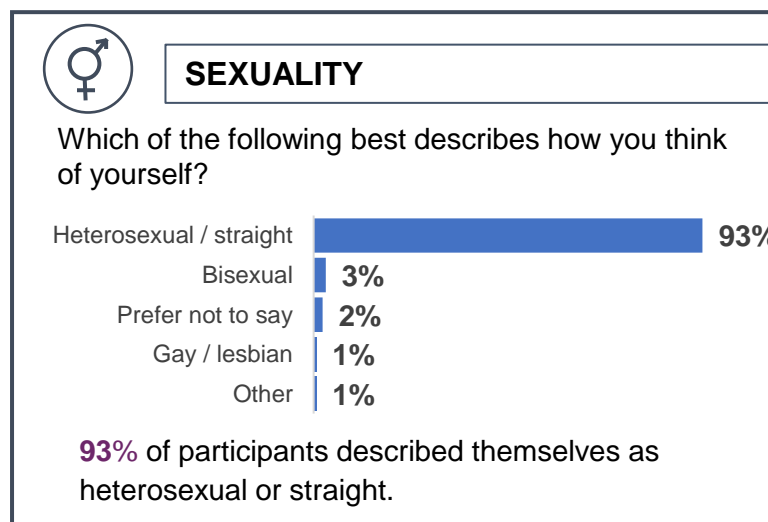 SEXUALITY
Which of the following best describes how you think
of yourself?
Heterosexual / straight 93%
Bisexual 3%
Prefer not to say 2%
Gay / lesbian 1%
Other 1%
93% of participants described themselves as
heterosexual or straight.